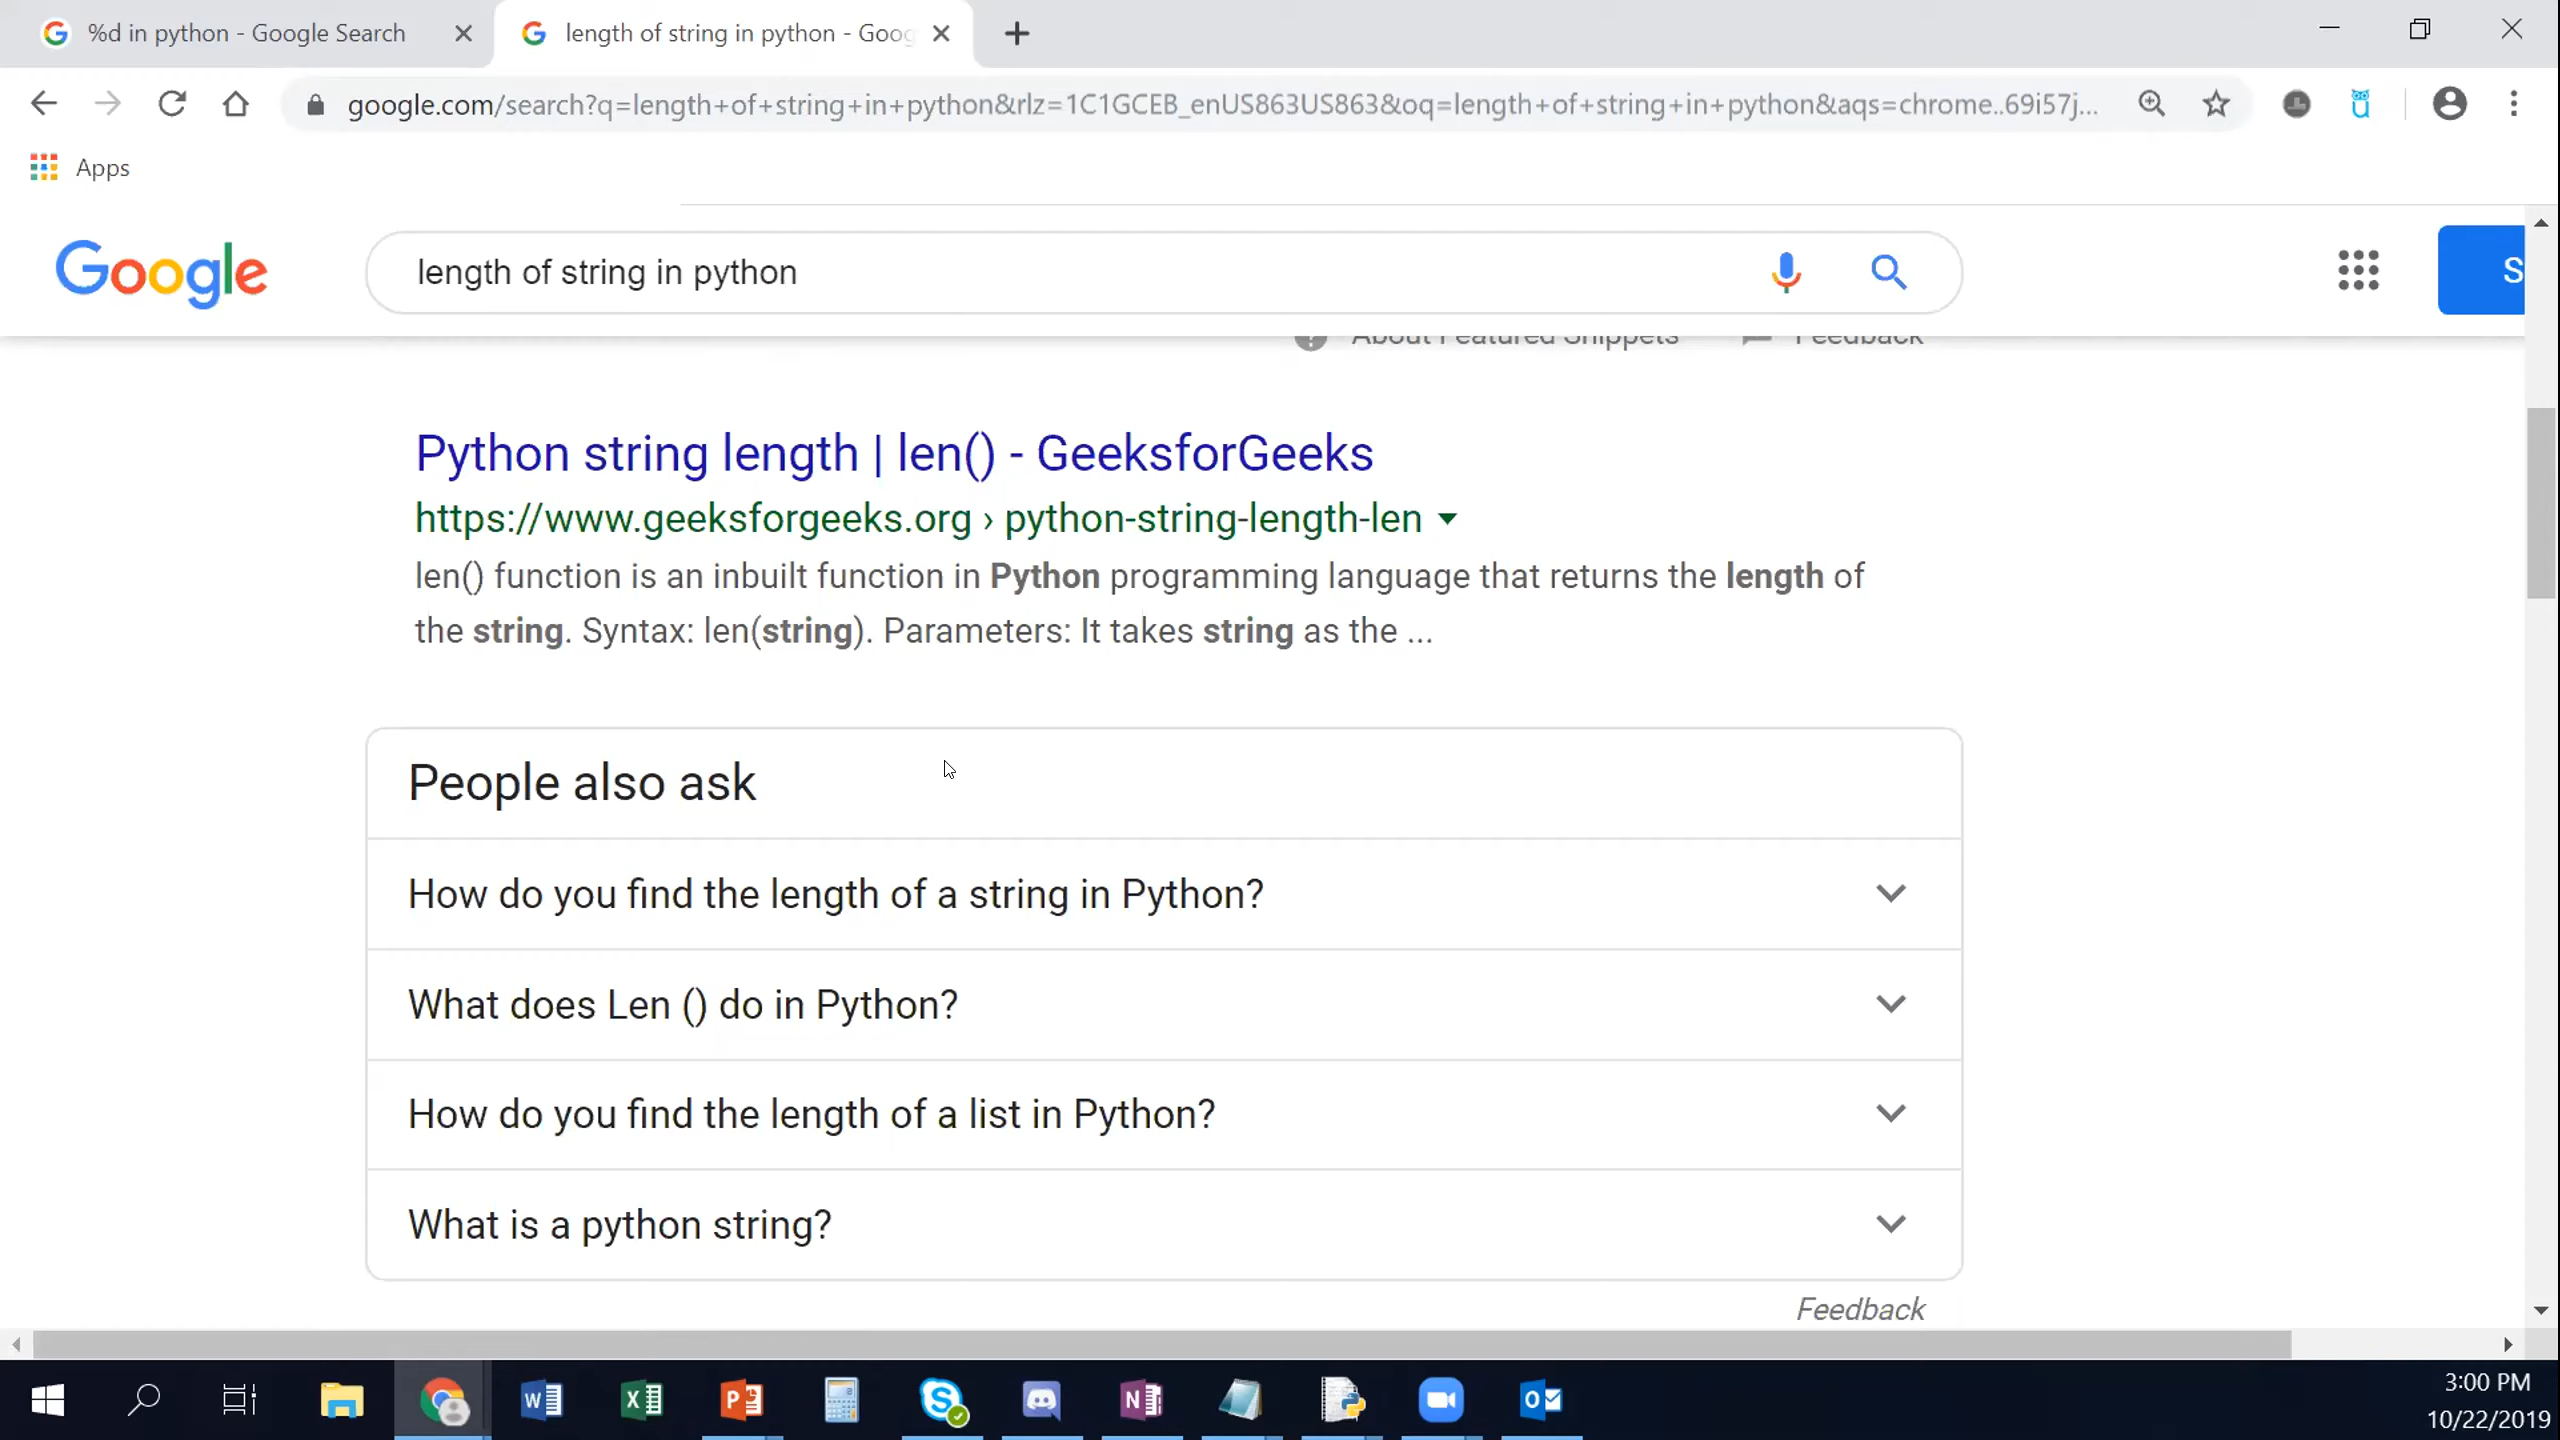 %d in python - Google Search
length of string in python - Goog
google.com/search?q=length+of+string+in+python&rlz=1C1GCEB_enUS863US863&oq=length+of+string+in+python&aqs=chrome..69i57j...
Apps
Google
length of string in python
S
About Featured Snippets
Feedback
Python string length | len() - GeeksforGeeks
https://www.geeksforgeeks.org › python-string-length-len
len() function is an inbuilt function in Python programming language that returns the length of
the string. Syntax: len(string). Parameters: It takes string as the ...
People also ask
How do you find the length of a string in Python?
What does Len () do in Python?
How do you find the length of a list in Python?
What is a python string?
Feedback
3:00 PM
10/22/2019